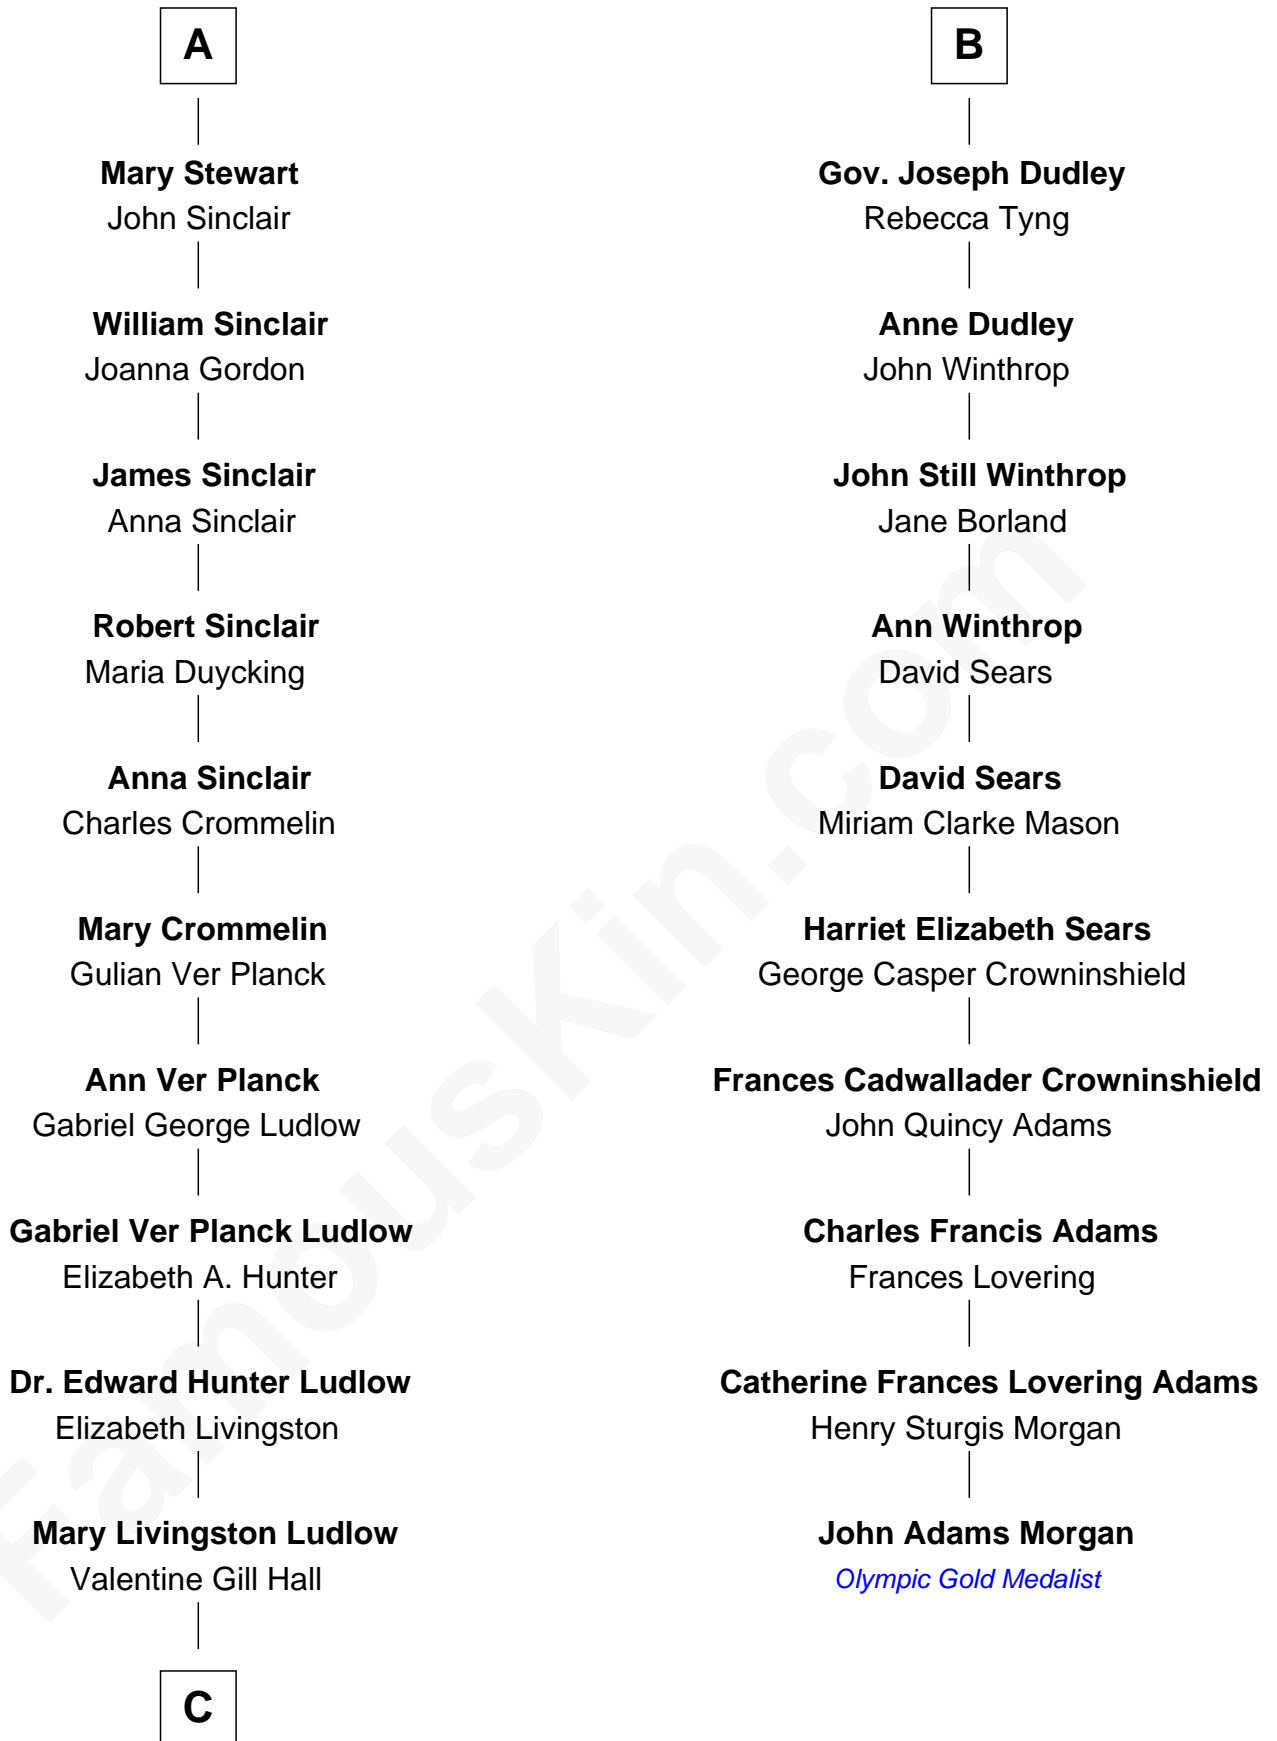 A
Mary Stewart
John Sinclair
William Sinclair
Joanna Gordon
James Sinclair
Anna Sinclair
Robert Sinclair
Maria Duycking
Anna Sinclair
Charles Crommelin
Mary Crommelin
Gulian Ver Planck
Ann Ver Planck
Gabriel George Ludlow
Gabriel Ver Planck Ludlow
Elizabeth A. Hunter
Dr. Edward Hunter Ludlow
Elizabeth Livingston
Mary Livingston Ludlow
Valentine Gill Hall
C
B
Gov. Joseph Dudley
Rebecca Tyng
Anne Dudley
John Winthrop
John Still Winthrop
Jane Borland
Ann Winthrop
David Sears
David Sears
Miriam Clarke Mason
Harriet Elizabeth Sears
George Casper Crowninshield
Frances Cadwallader Crowninshield
John Quincy Adams
Charles Francis Adams
Frances Lovering
Catherine Frances Lovering Adams
Henry Sturgis Morgan
John Adams Morgan
Olympic Gold Medalist
FamousKin.com